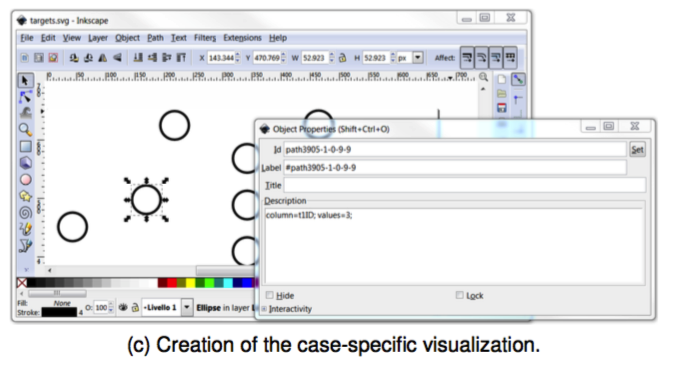 targets.svg - Inkscape
File Edit View Layer Object Path Text Filters Extensions Help
X 143.344 Y 470.769 W 52.923 H 52.923 px Affect:
Object Properties (Shift+Ctrl+O)
Id path3905-1-0-9-9 Set
Label #path3905-1-0-9-9
Title
Description
column=t1ID; values=3;
Hide Lock
Interactivity
Fill: None
Stroke: 4 O: 100 Livello 1 Ellipse in layer
(c) Creation of the case-specific visualization.